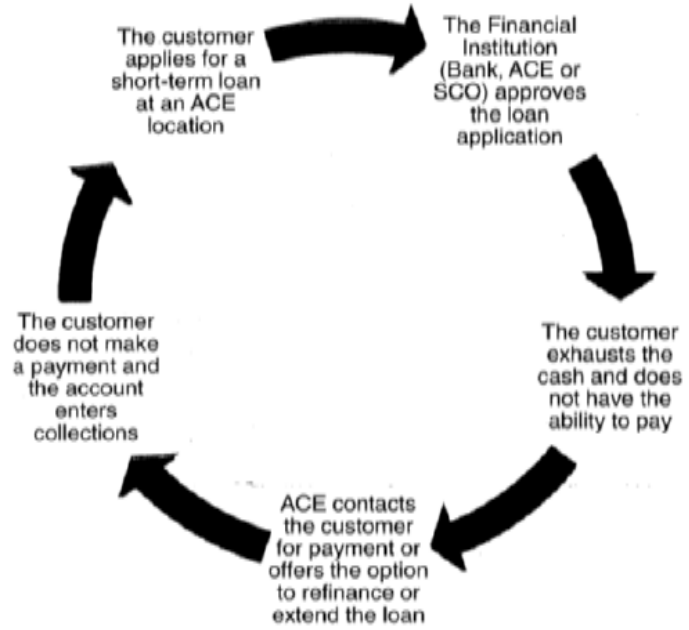 The customer
applies for a
short-term loan
at an ACE
location
The Financial
Institution
(Bank, ACE or
SCO) approves
the loan
application
The customer
exhausts the
cash and does
not have the
ability to pay
ACE contacts
the customer
for payment or
offers the option
to refinance or
extend the loan
The customer
does not make
a payment and
the account
enters
collections